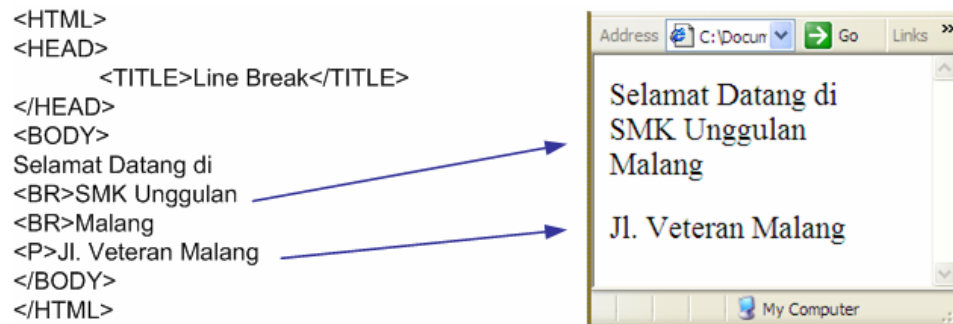 <HTML>
<HEAD>
<TITLE>Line Break</TITLE>
</HEAD>
<BODY>
Selamat Datang di
<BR>SMK Unggulan
<BR>Malang
<P>Jl. Veteran Malang
</BODY>
</HTML>
Address C:\Docum Go Links »
Selamat Datang di
SMK Unggulan
Malang
Jl. Veteran Malang
My Computer